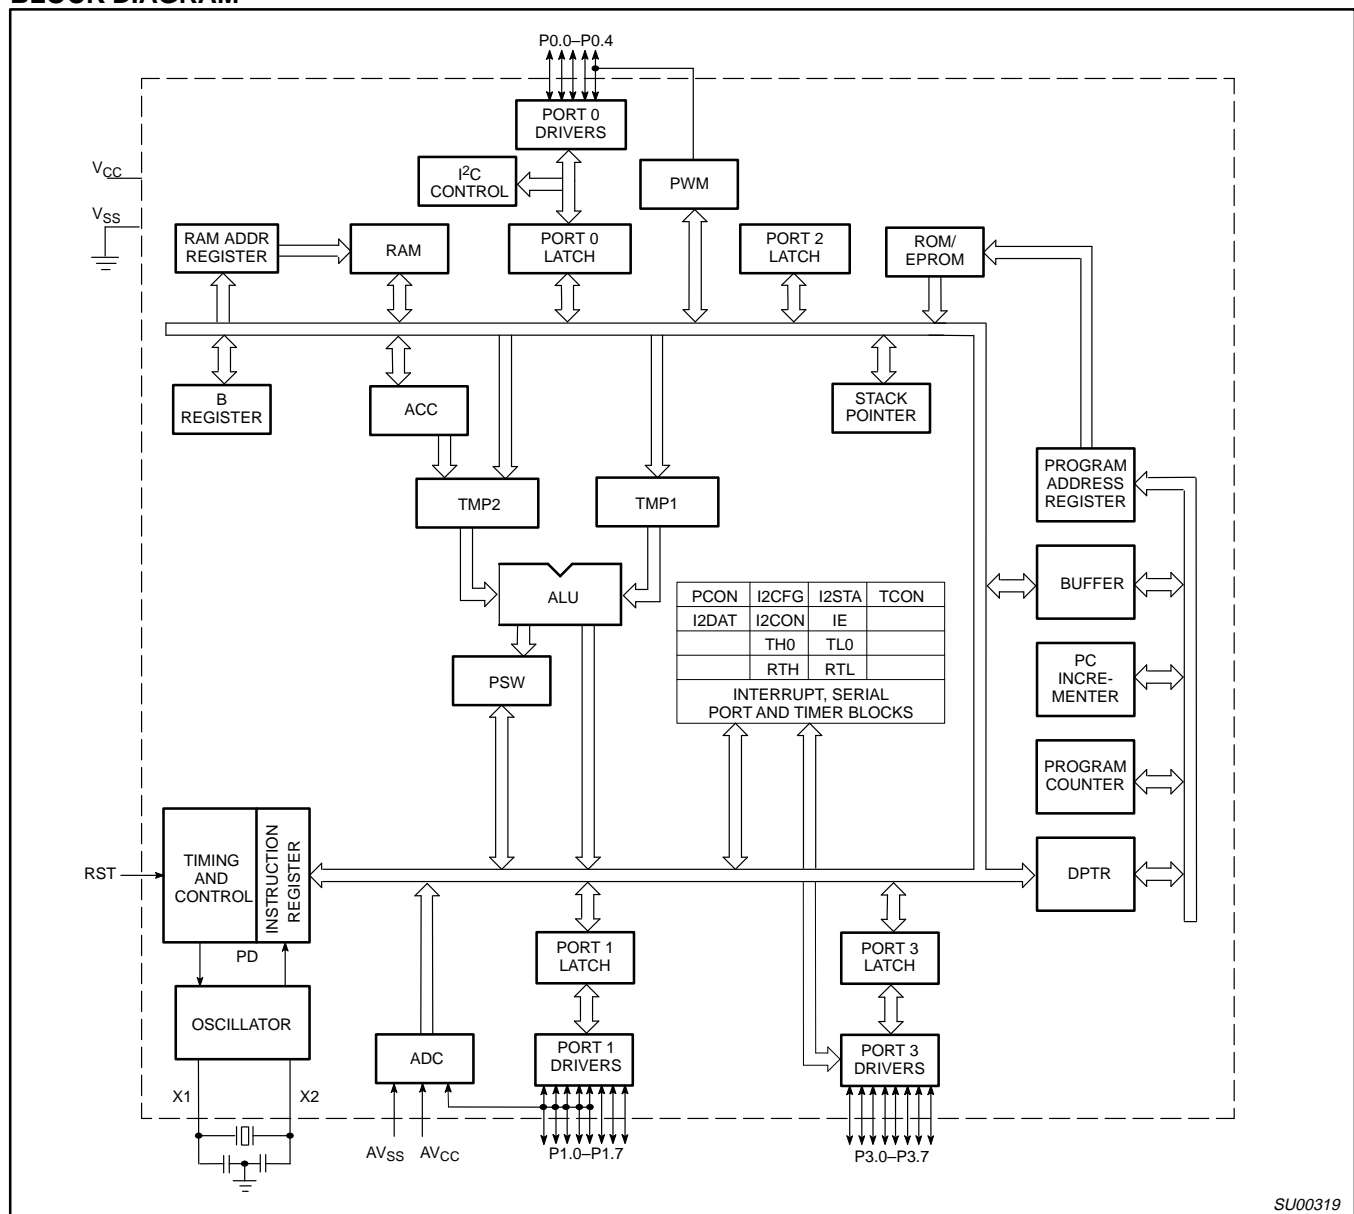 BLOCK DIAGRAM
P0.0–P0.4
PORT 0
DRIVERS
VCC
I2C
CONTROL
PWM
VSS
RAM ADDR
REGISTER
RAM
PORT 0
LATCH
PORT 2
LATCH
ROM/
EPROM
B
REGISTER
ACC
STACK
POINTER
PROGRAM
ADDRESS
REGISTER
TMP2
TMP1
BUFFER
ALU
PCON I2CFG I2STA TCON
I2DAT I2CON IE
TH0 TL0
RTH RTL
INTERRUPT, SERIAL
PORT AND TIMER BLOCKS
PSW
PC
INCRE-
MENTER
PROGRAM
COUNTER
RST
TIMING
AND
CONTROL
INSTRUCTION
REGISTER
DPTR
PD
PORT 1
LATCH
PORT 3
LATCH
OSCILLATOR
ADC
PORT 1
DRIVERS
PORT 3
DRIVERS
X1
X2
AVSS
AVCC
P1.0–P1.7
P3.0–P3.7
SU00319